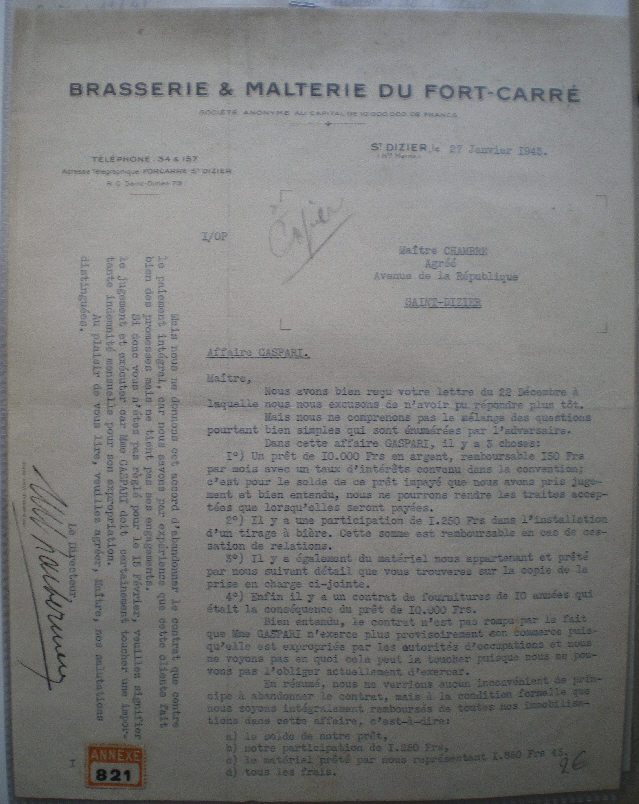 BRASSERIE & MALTERIE DU FORT-CARRÉ
SOCIÉTÉ ANONYME AU CAPITAL DE 10.000.000 DE FRANCS
ST DIZIER, le 27 Janvier 1942.
TÉLÉPHONE 34 & 157
Adresse Télégraphique FORCARRÉ-ST DIZIER
R.C. Saint-Dizier 79
I/OP
Copier
Maître CHAMBRE
Agréé
Avenue de la République
SAINT-DIZIER
Affaire GASPARI.
Maître,
Nous avons bien reçu votre lettre du 22 Décembre à
laquelle nous nous excusons de n'avoir pu répondre plus tôt.
Mais nous ne comprenons pas le mélange des questions
pourtant bien simples qui sont énumérées par l'adversaire.
Dans cette affaire GASPARI, il y a 3 choses:
1°) Un prêt de 10.000 Frs en argent, remboursable 150 Frs
par mois avec un taux d'intérêts convenu dans la convention;
c'est pour le solde de ce prêt impayé que nous avons pris juge-
ment et bien entendu, nous ne pourrons rendre les traites accep-
tées que lorsqu'elles seront payées.
2°) Il y a une participation de 1.250 Frs dans l'installation
d'un tirage à bière. Cette somme est remboursable en cas de ces-
sation de relations.
3°) Il y a également du matériel nous appartenant et prêté
par nous suivant détail que vous trouverez sur la copie de la
prise en charge ci-jointe.
4°) Enfin il y a un contrat de fournitures de 10 années qui
était la conséquence du prêt de 10.000 Frs.
Bien entendu, le contrat n'est pas rompu par le fait
que Mme GASPARI n'exerce plus provisoirement son commerce puis-
qu'elle est expropriée par les autorités d'occupations et nous
ne voyons pas en quoi cela peut la toucher puisque nous ne pou-
vons pas l'obliger actuellement d'exercer.
En résumé, nous ne verrions aucun inconvénient de prin-
cipe à abandonner le contrat, mais à la condition formelle que
nous soyons intégralement remboursés de toutes nos immobilisa-
tions dans cette affaire, c'est-à-dire:
a) le solde de notre prêt,
b) notre participation de 1.250 Frs,
c) le matériel prêté par nous représentant 1.550 Frs 45.
d) tous les frais.
26
Mais nous ne donnons cet accord d'abandonner le contrat que contre
le paiement intégral, car nous savons par expérience que cette cliente fait
bien des promesses mais ne tient pas ses engagements.
Si donc vous n'êtes pas réglé pour le 15 Février, veuillez signifier
le jugement et exécuter car Mme GASPARI doit certainement toucher une impor-
tante indemnité mensuelle pour son expropriation.
Au plaisir de vous lire, veuillez agréer, Maître, nos salutations
distinguées.
Le Directeur,
I
ANNEXE
821